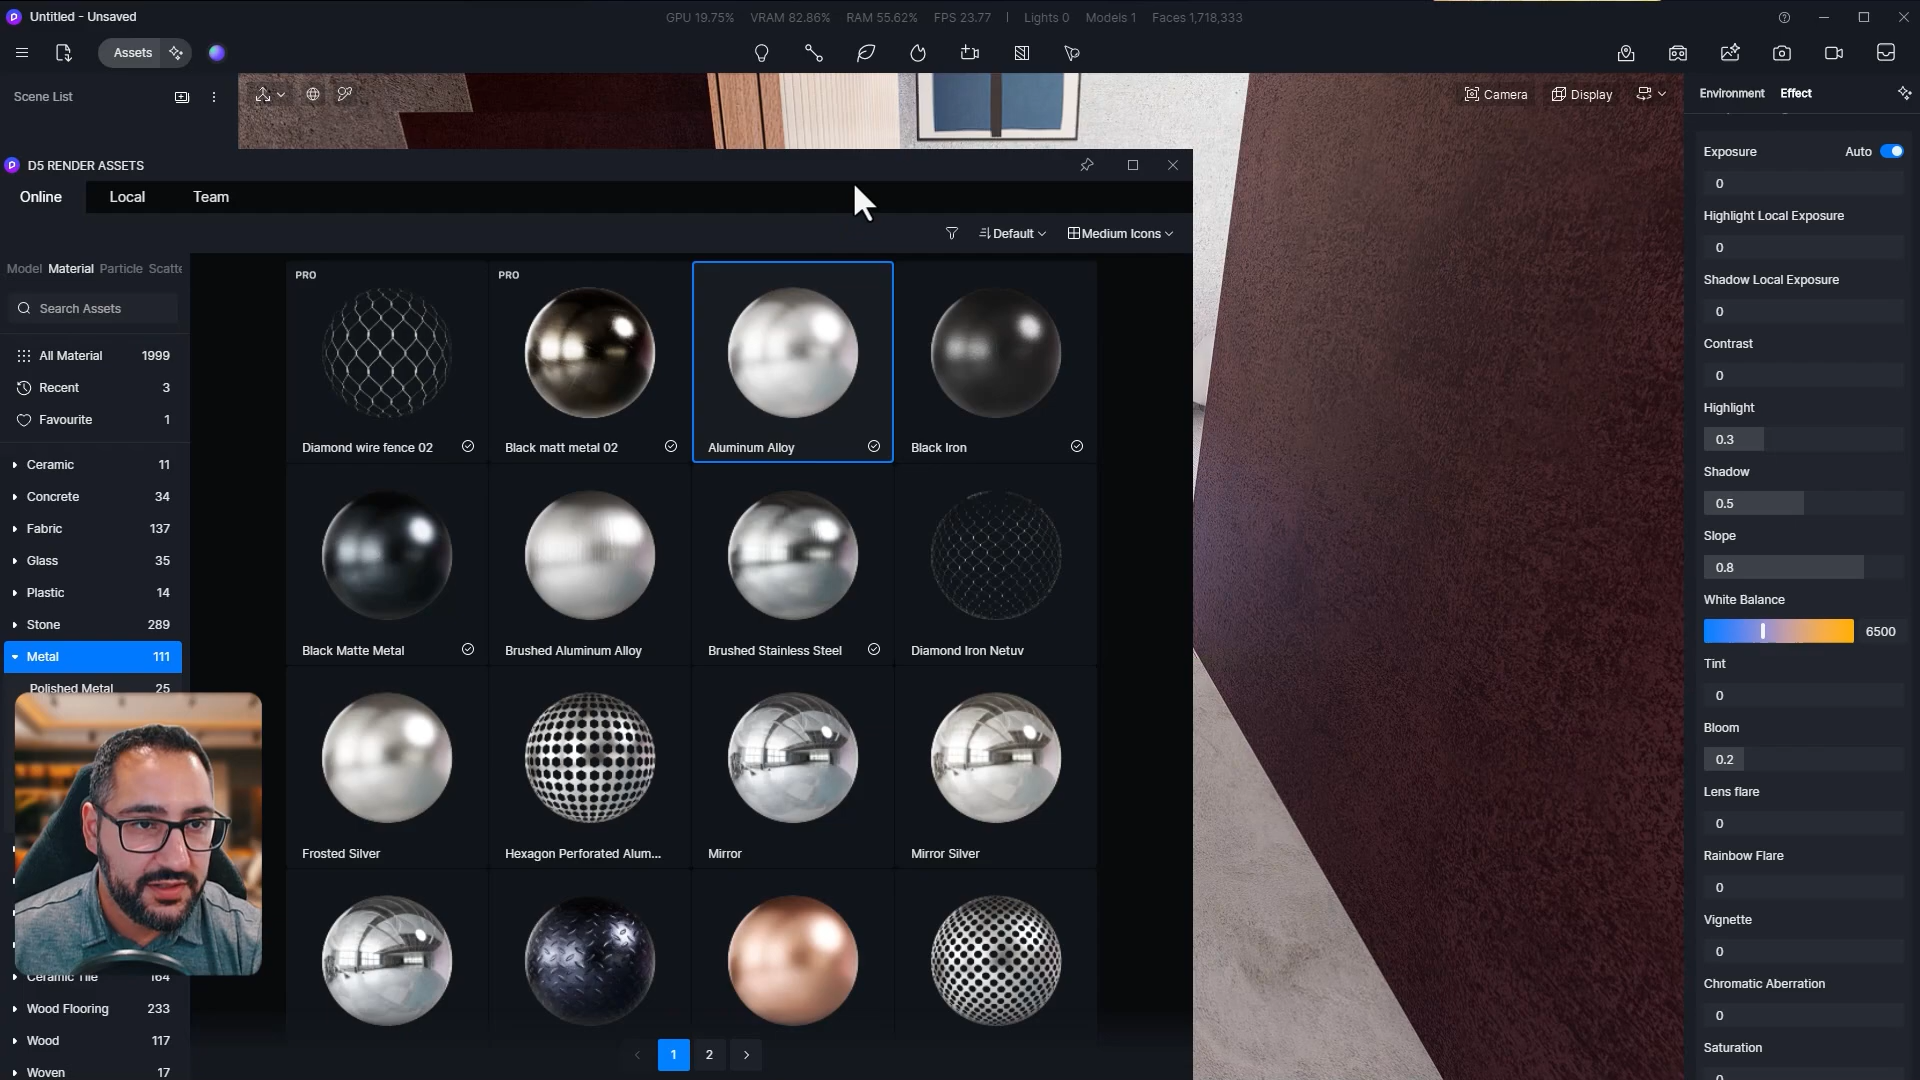 Untitled - Unsaved
GPU 19.75% VRAM 82.86% RAM 55.62% FPS 23.77 | Lights 0 Models 1 Faces 1,718,333
Assets
Scene List
Camera
Display
Environment Effect
D5 RENDER ASSETS
Online Local Team
Default
Medium Icons
Model Material Particle Scatte
Search Assets
All Material 1999
Recent 3
Favourite 1
Ceramic 11
Concrete 34
Fabric 137
Glass 35
Plastic 14
Stone 289
Metal 111
Polished Metal 25
Ceramic Tile 164
Wood Flooring 233
Wood 117
Woven 17
PRO
PRO
Diamond wire fence 02
Black matt metal 02
Aluminum Alloy
Black Iron
Black Matte Metal
Brushed Aluminum Alloy
Brushed Stainless Steel
Diamond Iron Netuv
Frosted Silver
Hexagon Perforated Alum...
Mirror
Mirror Silver
1 2
Exposure Auto
0
Highlight Local Exposure
0
Shadow Local Exposure
0
Contrast
0
Highlight
0.3
Shadow
0.5
Slope
0.8
White Balance
6500
Tint
0
Bloom
0.2
Lens flare
0
Rainbow Flare
0
Vignette
0
Chromatic Aberration
0
Saturation
0